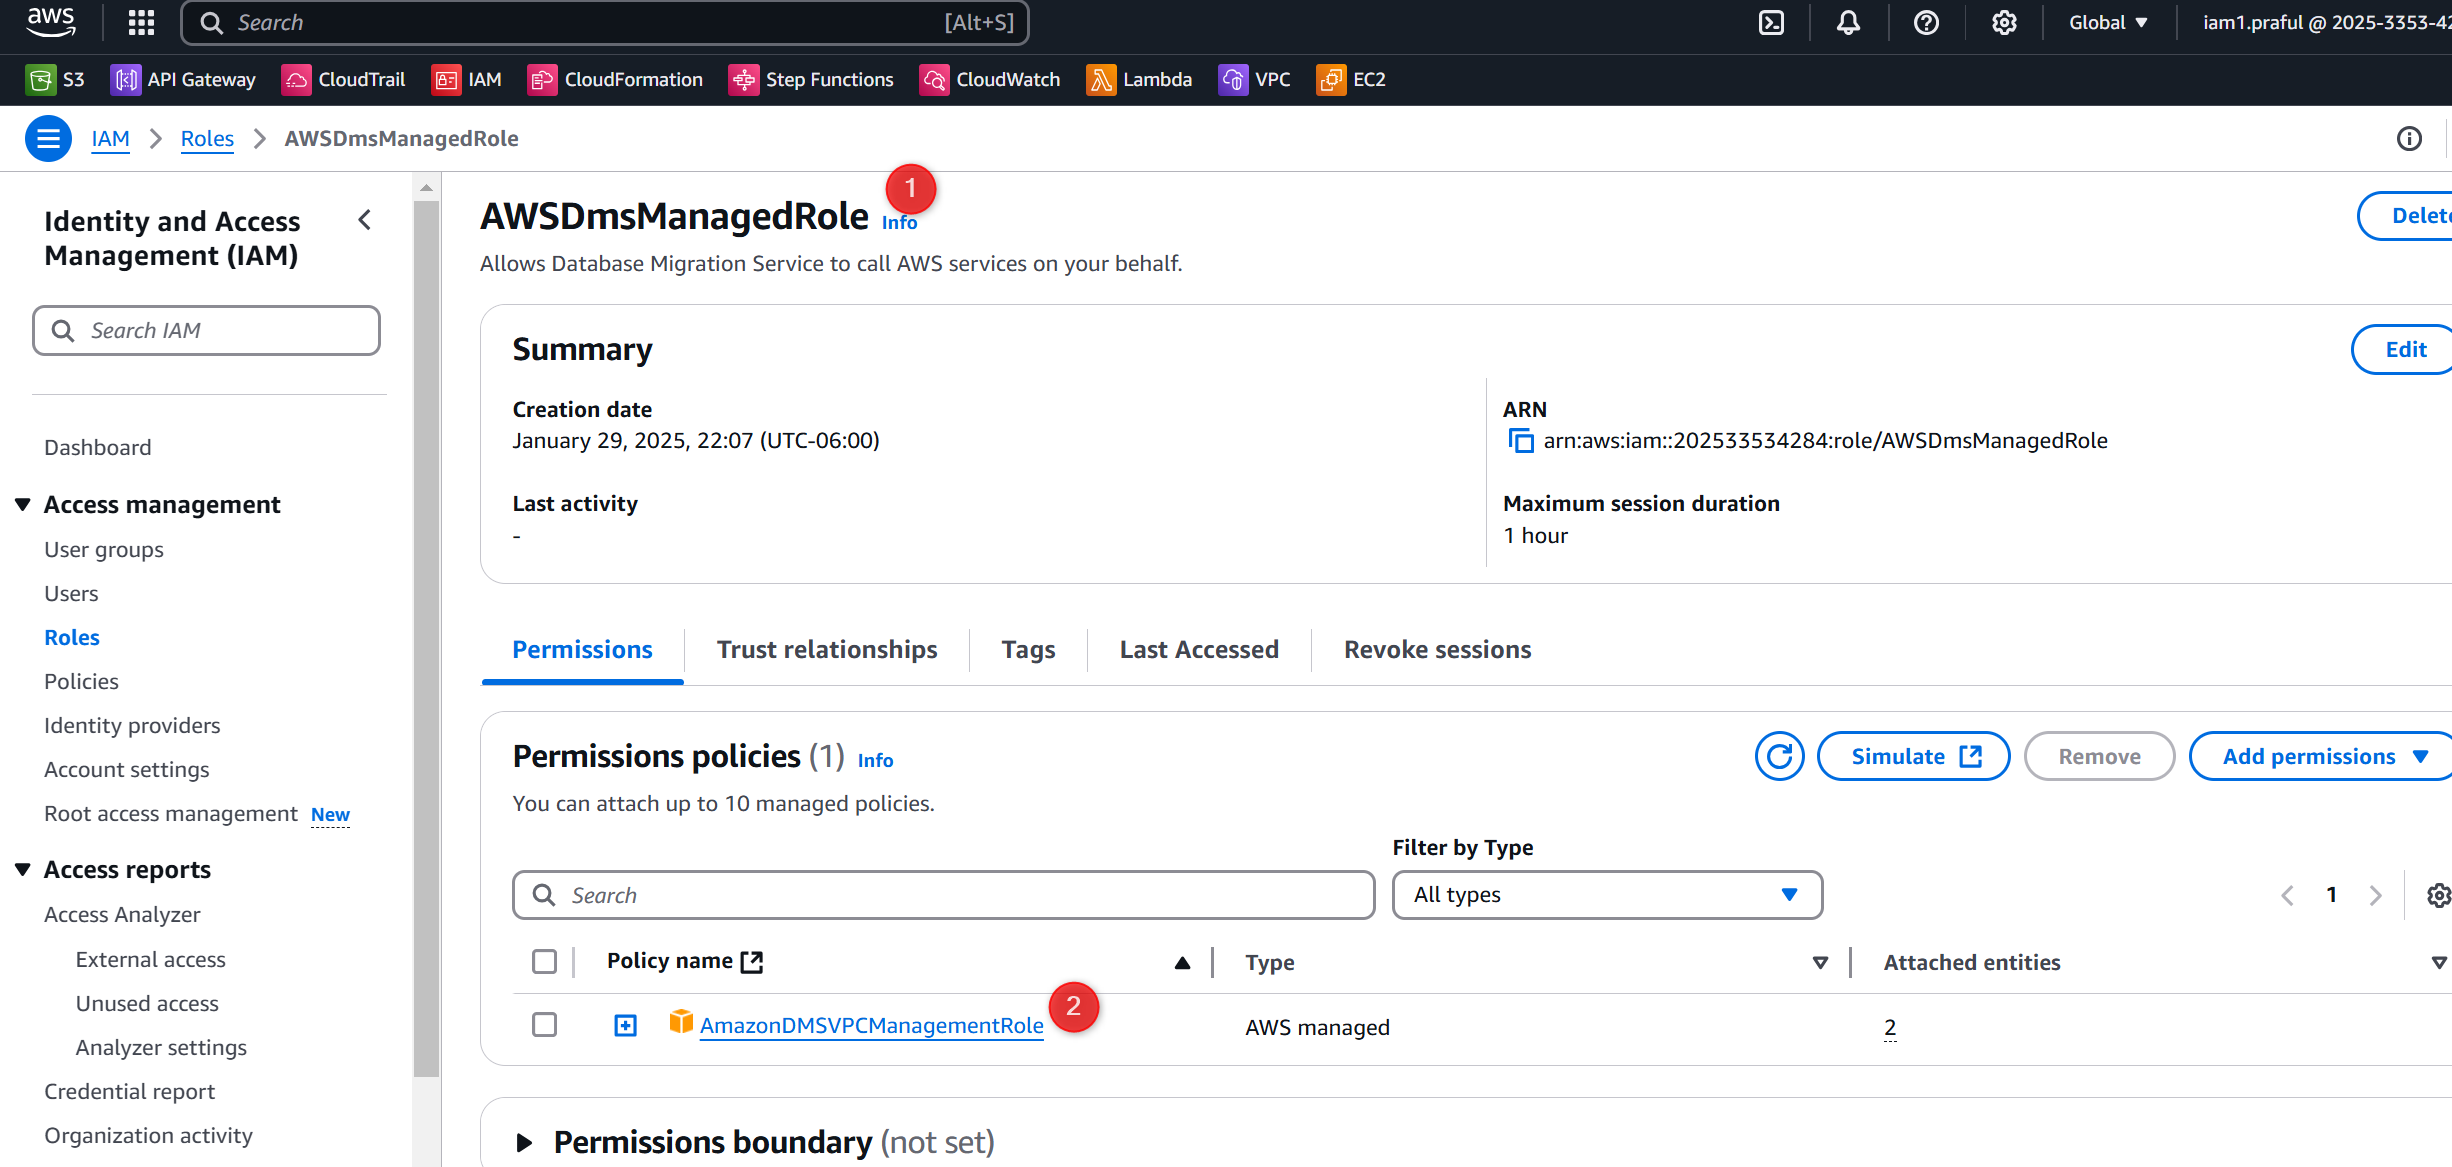 aws
Search [Alt+S]
Global
iam1.praful @ 2025-3353-42
S3
API Gateway
CloudTrail
IAM
CloudFormation
Step Functions
CloudWatch
Lambda
VPC
EC2
IAM > Roles > AWSDmsManagedRole
Identity and Access
Management (IAM)
Search IAM
Dashboard
Access management
User groups
Users
Roles
Policies
Identity providers
Account settings
Root access management New
Access reports
Access Analyzer
External access
Unused access
Analyzer settings
Credential report
Organization activity
AWSDmsManagedRole Info
1
Delete
Allows Database Migration Service to call AWS services on your behalf.
Summary
Edit
Creation date
January 29, 2025, 22:07 (UTC-06:00)
ARN
arn:aws:iam::202533534284:role/AWSDmsManagedRole
Last activity
-
Maximum session duration
1 hour
Permissions
Trust relationships
Tags
Last Accessed
Revoke sessions
Permissions policies (1) Info
Simulate
Remove
Add permissions
You can attach up to 10 managed policies.
Filter by Type
Search
All types
1
Policy name
Type
Attached entities
AmazonDMSVPCManagementRole
2
AWS managed
2
Permissions boundary (not set)